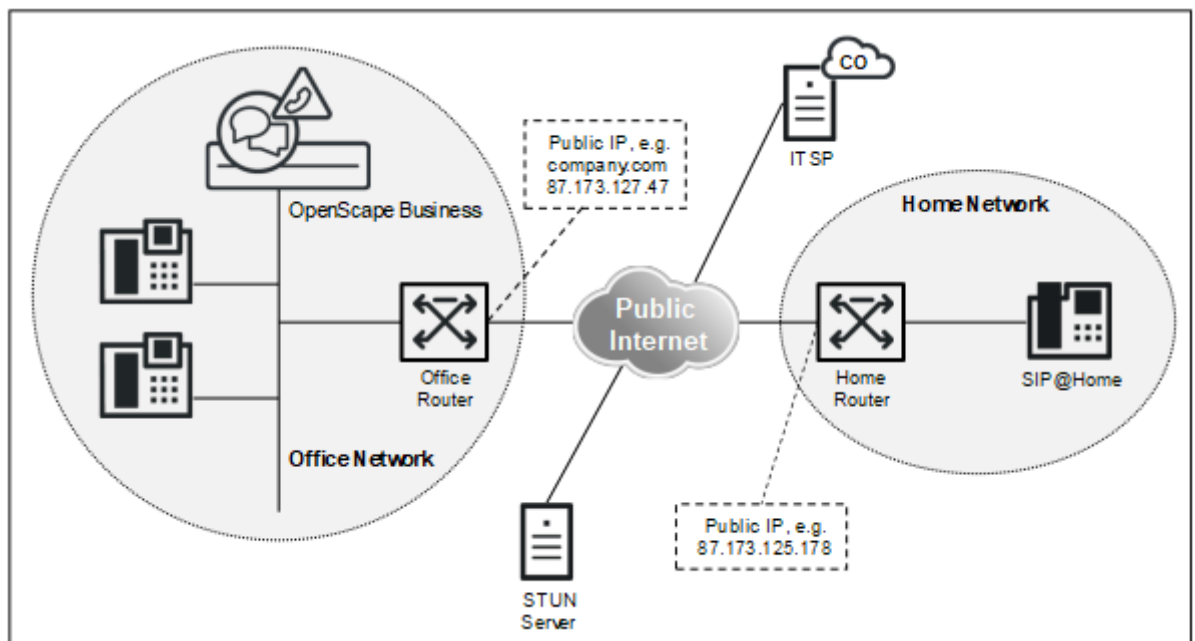 CO
ITSP
Public IP, e.g.
company.com
87.173.127.47
OpenScape Business
Home Network
Public
Internet
Office
Router
Home
Router
SIP@Home
Office Network
Public IP, e.g.
87.173.125.178
STUN
Server